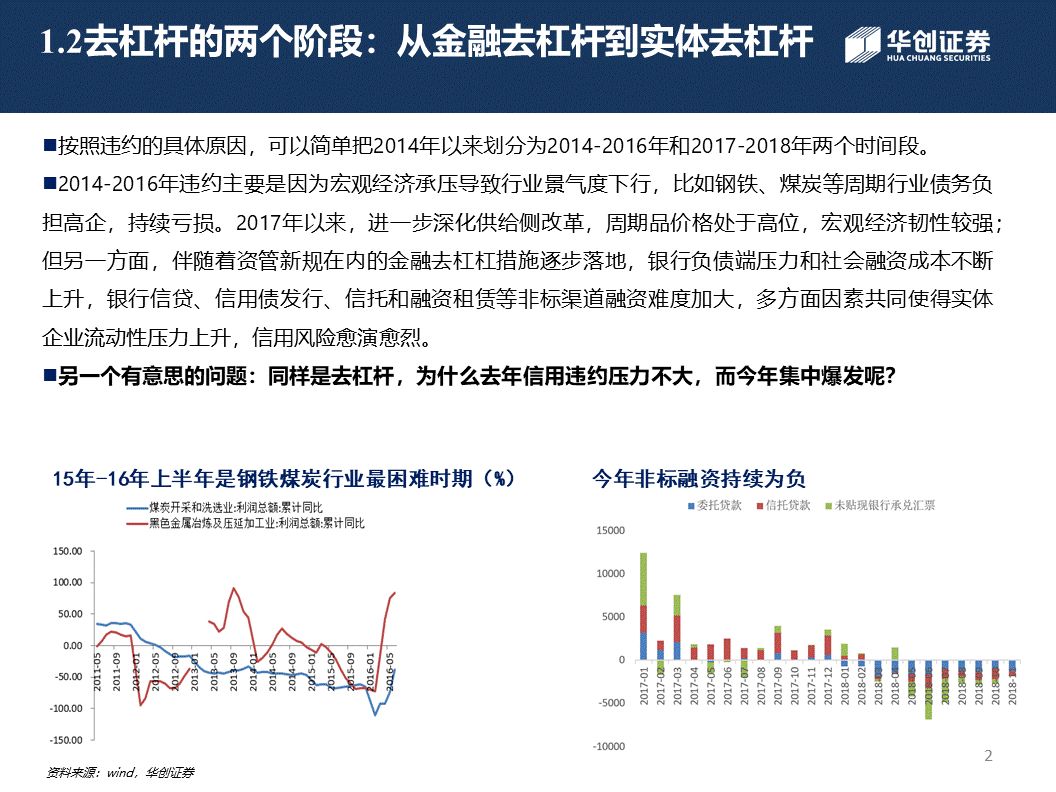 1.2去杠杆的两个阶段：从金融去杠杆到实体去杠杆
华创证券
HUA CHUANG SECURITIES
■按照违约的具体原因，可以简单把2014年以来划分为2014-2016年和2017-2018年两个时间段。
■2014-2016年违约主要是因为宏观经济承压导致行业景气度下行，比如钢铁、煤炭等周期行业债务负
担高企，持续亏损。2017年以来，进一步深化供给侧改革，周期品价格处于高位，宏观经济韧性较强；
但另一方面，伴随着资管新规在内的金融去杠杠措施逐步落地，银行负债端压力和社会融资成本不断
上升，银行信贷、信用债发行、信托和融资租赁等非标渠道融资难度加大，多方面因素共同使得实体
企业流动性压力上升，信用风险愈演愈烈。
■另一个有意思的问题：同样是去杠杆，为什么去年信用违约压力不大，而今年集中爆发呢？
15年-16年上半年是钢铁煤炭行业最困难时期（%）
煤炭开采和洗选业:利润总额:累计同比
黑色金属冶炼及压延加工业:利润总额:累计同比
150.00
100.00
50.00
0.00
-50.00
-100.00
-150.00
2011-05
2011-09
2012-01
2012-05
2012-09
2013-01
2013-05
2013-09
2014-01
2014-05
2014-09
2015-01
2015-05
2015-09
2016-01
2016-05
今年非标融资持续为负
委托贷款
信托贷款
未贴现银行承兑汇票
15000
10000
5000
0
-5000
-10000
2017-01
2017-02
2017-03
2017-04
2017-05
2017-06
2017-07
2017-08
2017-09
2017-10
2017-11
2017-12
2018-01
2018-02
资料来源：wind，华创证券
2